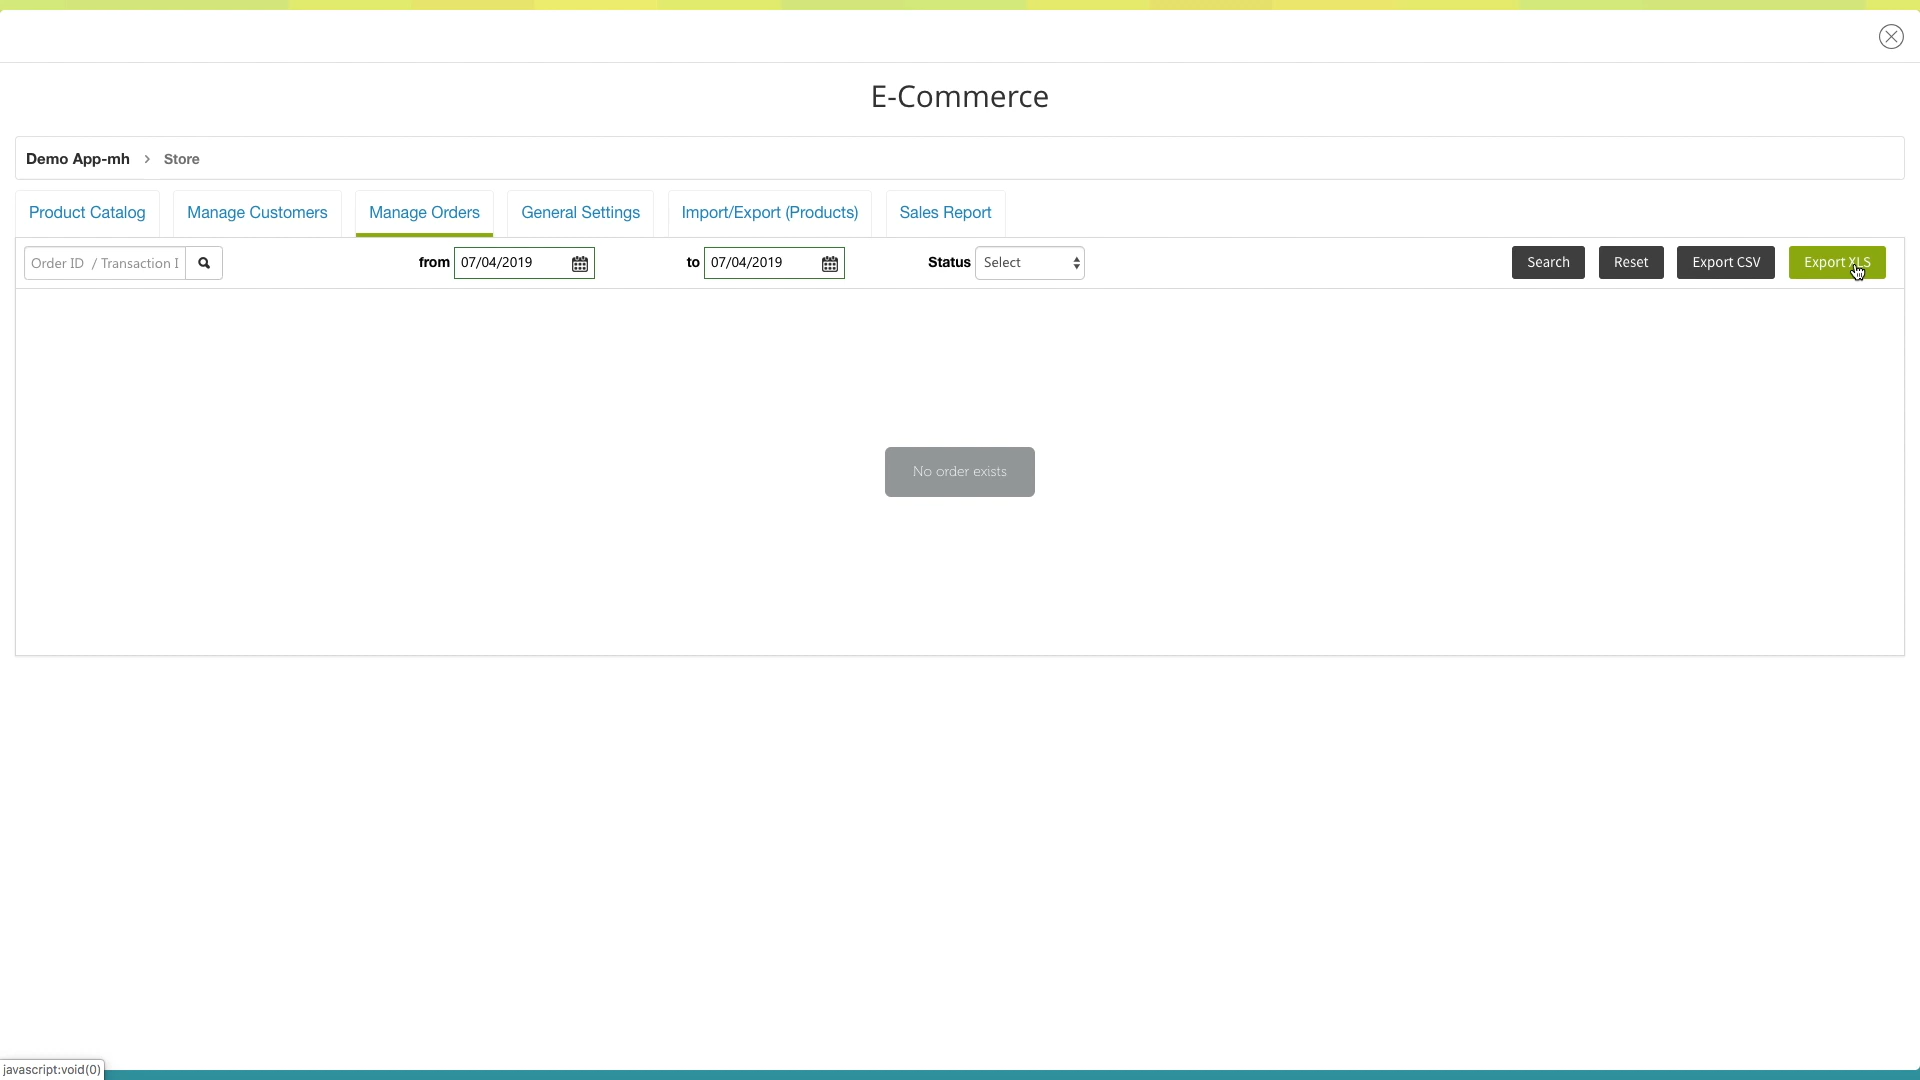 E-Commerce
Demo App-mh > Store
Product Catalog Manage Customers Manage Orders General Settings Import/Export (Products) Sales Report
Order ID / Transaction I from 07/04/2019 to 07/04/2019 Status Select Search Reset Export CSV Export XLS
No order exists
javascript:void(0)